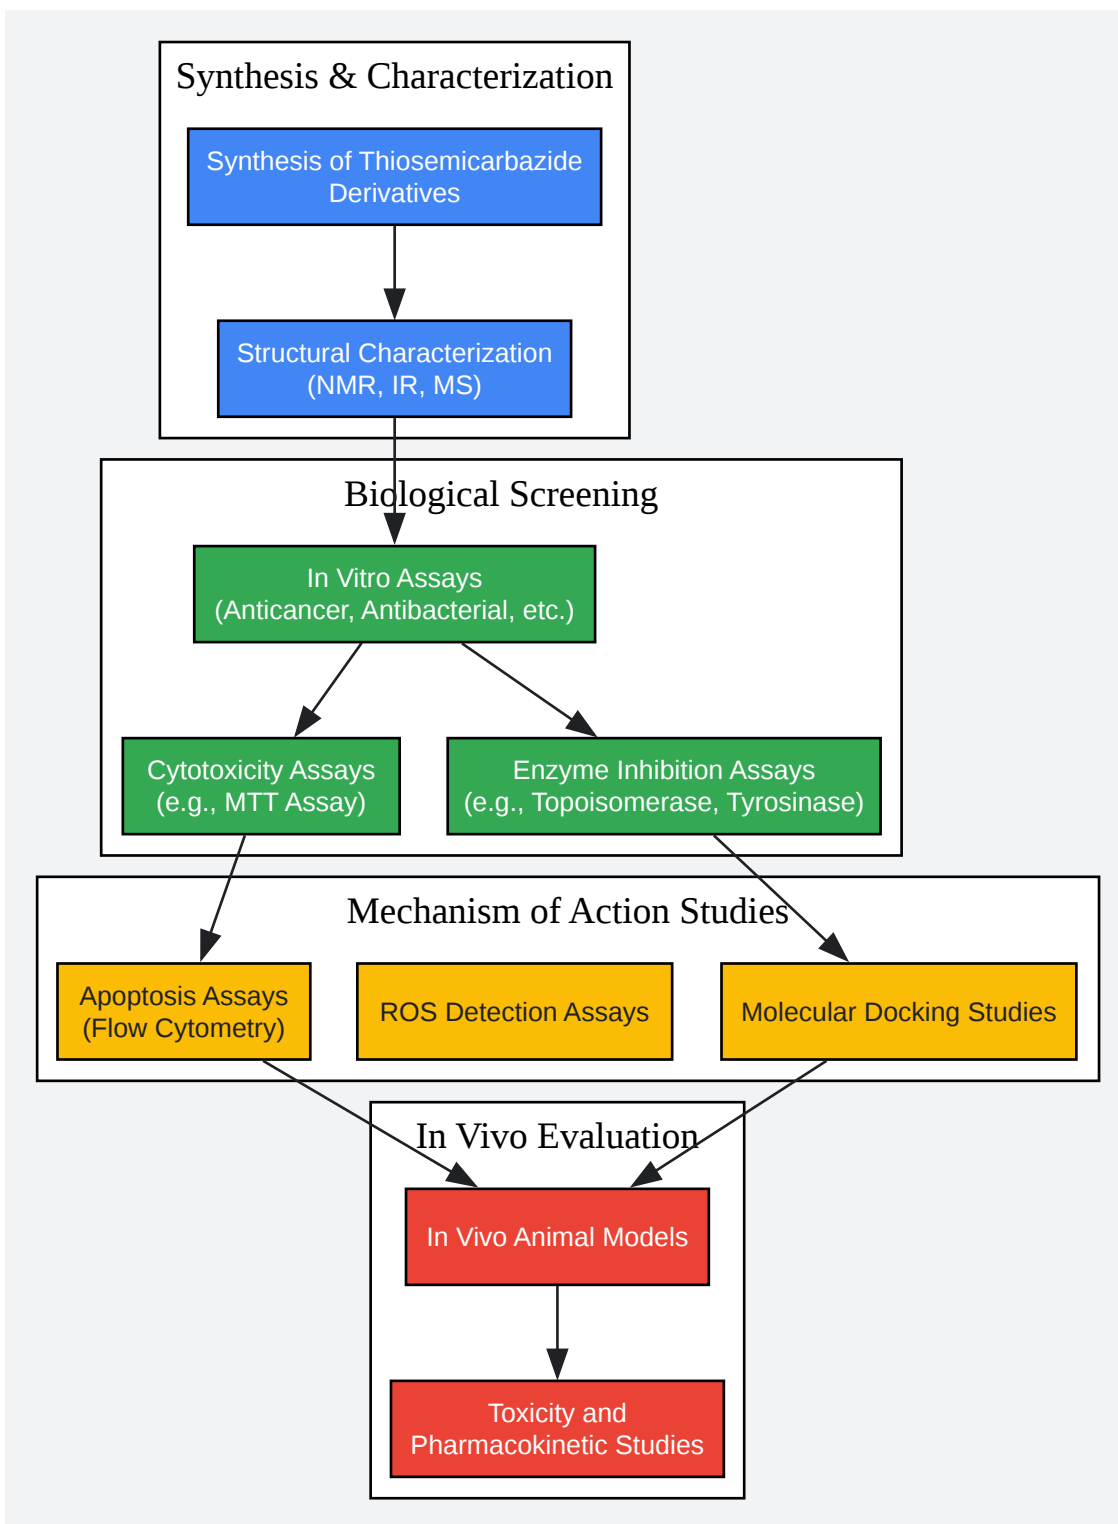 Synthesis & Characterization
Synthesis of Thiosemicarbazide
Derivatives
Structural Characterization
(NMR, IR, MS)
Biological Screening
In Vitro Assays
(Anticancer, Antibacterial, etc.)
Cytotoxicity Assays
(e.g., MTT Assay)
Enzyme Inhibition Assays
(e.g., Topoisomerase, Tyrosinase)
Mechanism of Action Studies
Apoptosis Assays
(Flow Cytometry)
ROS Detection Assays
Molecular Docking Studies
In Vivo Evaluation
In Vivo Animal Models
Toxicity and
Pharmacokinetic Studies